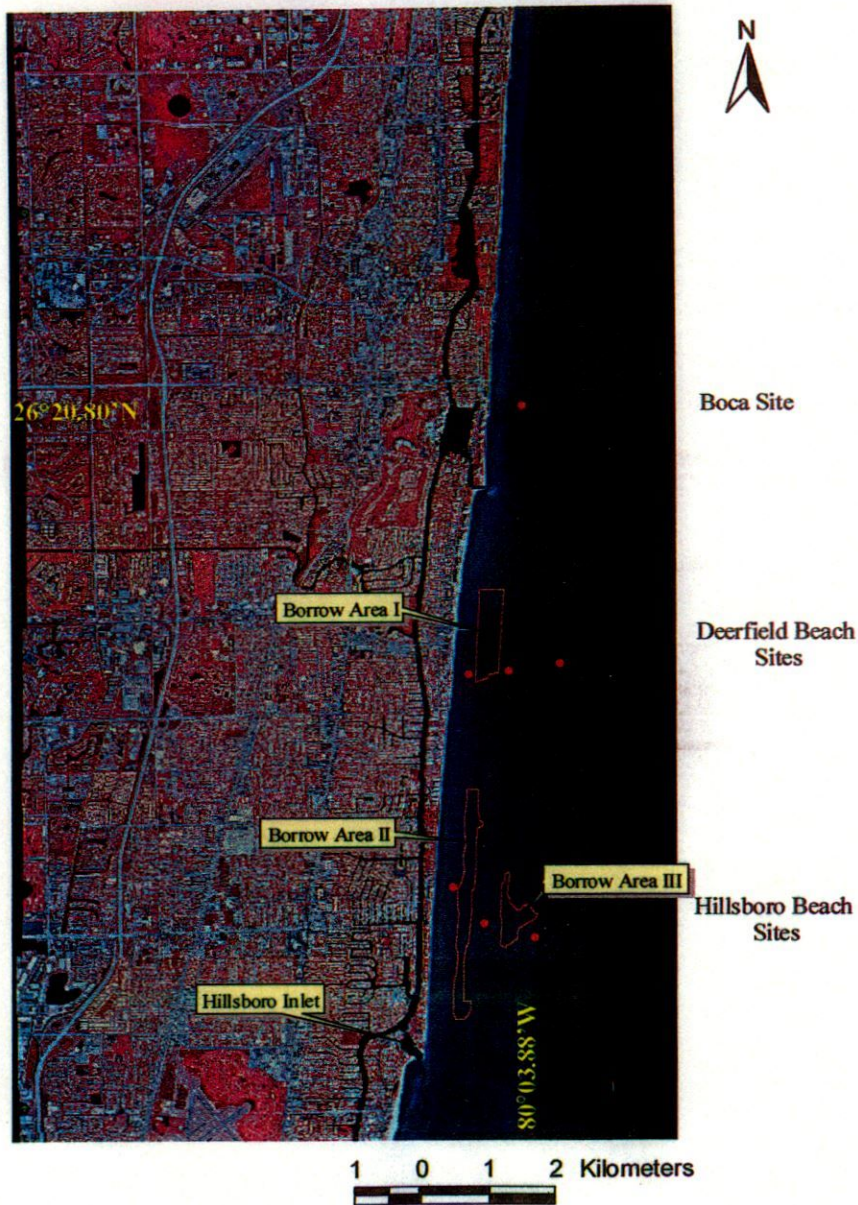 N
Boca Site
26°20.80'N
Borrow Area I
Deerfield Beach
Sites
Borrow Area II
Borrow Area III
Hillsboro Beach
Sites
Hillsboro Inlet
80°03.88'W
1 0 1 2 Kilometers